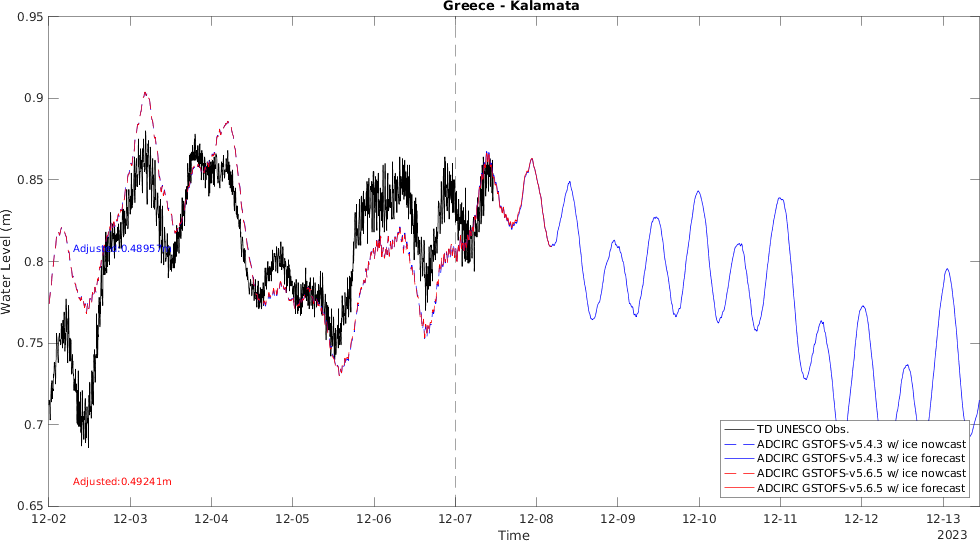 Greece - Kalamata
0.95
0.9
0.85
0.8
0.75
0.7
0.65
Water Level (m)
Adjusted:0.48957m
Adjusted:0.49241m
TD UNESCO Obs.
ADCIRC GSTOFS-v5.4.3 w/ ice nowcast
ADCIRC GSTOFS-v5.4.3 w/ ice forecast
ADCIRC GSTOFS-v5.6.5 w/ ice nowcast
ADCIRC GSTOFS-v5.6.5 w/ ice forecast
12-02 12-03 12-04 12-05 12-06 12-07 12-08 12-09 12-10 12-11 12-12 12-13
Time
2023